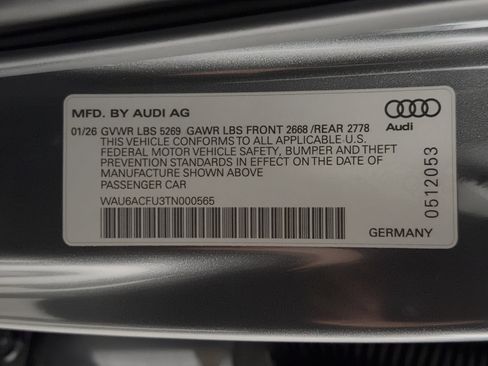 MFD. BY AUDI AG
01/26 GVWR LBS 5269 GAWR LBS FRONT 2668 /REAR 2778
THIS VEHICLE CONFORMS TO ALL APPLICABLE U.S.
FEDERAL MOTOR VEHICLE SAFETY, BUMPER AND THEFT
PREVENTION STANDARDS IN EFFECT ON THE DATE OF
MANUFACTURE SHOWN ABOVE
PASSENGER CAR
WAU6ACFU3TN000565
Audi
0512053
GERMANY